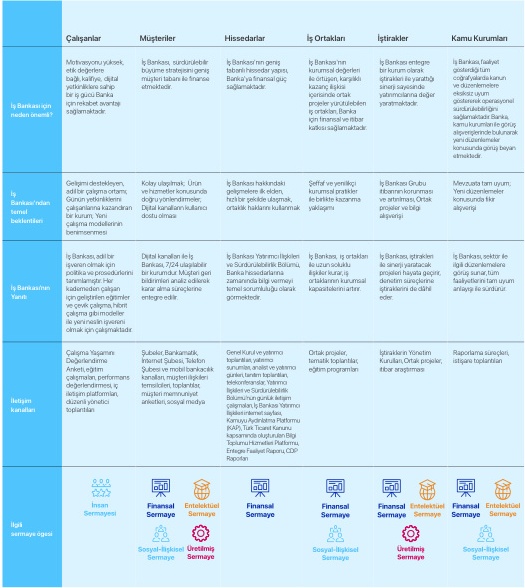 Çalışanlar
Müşteriler
Hissedarlar
İş Ortakları
İştirakler
Kamu Kurumları
İş Bankası için
neden önemli?
Motivasyonu yüksek,
etik değerlere
bağlı, kalifiye, dijital
yetkinliklere sahip
bir iş gücü Banka
için rekabet avantajı
sağlamaktadır.
İş Bankası, sürdürülebilir
büyüme stratejisini geniş
müşteri tabanı ile finanse
etmektedir.
İş Bankası'nın geniş
tabanlı hissedar yapısı,
Banka'ya finansal güç
sağlamaktadır.
İş Bankası'nın
kurumsal değerleri
ile örtüşen, karşılıklı
kazanç ilişkisi
içerisinde ortak
projeler yürütülebilen
iş ortakları, Banka
için finansal ve itibar
katkısı sağlamaktadır.
İş Bankası entegre
bir kurum olarak
iştirakleri ile yarattığı
sinerji sayesinde
yatırımcılarına değer
yaratmaktadır.
İş Bankası, faaliyet
gösterdiği tüm
coğrafyalarda kanun
ve düzenlemelere
eksiksiz uyum
göstererek operasyonel
sürdürülebilirliğini
sağlamaktadır. Banka,
kamu kurumları ile görüş
alışverişlerinde bulunarak
yeni düzenlemeler
konusunda görüş beyan
etmektedir.
İş
Bankası'ndan
temel
beklentileri
Gelişimi destekleyen,
adil bir çalışma ortamı,
Günün yetkinliklerini
çalışanlarına kazandıran
bir kurum, Yeni
çalışma modellerinin
benimsenmesi
Kolay ulaşılmak, Ürün
ve hizmetler konusunda
doğru yönlendirmeler,
Dijital kanalların kullanıcı
dostu olması
İş Bankası hakkındaki
gelişmelere ilk elden,
hızlı bir şekilde ulaşmak,
ortaklık haklarını kullanmak
Şeffaf ve yenilikçi
kurumsal pratikler
ile birlikte kazanma
yaklaşımı
İş Bankası Grubu
itibarının korunması
ve artırılması, Ortak
projeler ve bilgi
alışverişi
Mevzuata tam uyum,
Yeni düzenlemeler
konusunda fikir
alışverişi
İş Bankası'nın
Yanıtı
İş Bankası, adil bir
işveren olmak için
politika ve prosedürlerini
tanımlamıştır. Her
kademeden çalışan
için geliştirilen eğitimler
ve çevik çalışma, hibrit
çalışma gibi modeller
ile yeni neslin işvereni
olmak için çalışmaktadır.
Dijital kanalları ile İş
Bankası, 7/24 ulaşılabilir
bir kurumdur. Müşteri geri
bildirimleri analiz edilerek
karar alma süreçlerine
entegre edilir.
İş Bankası Yatırımcı İlişkileri
ve Sürdürülebilirlik Bölümü,
Banka hissedarlarına
zamanında bilgi vermeyi
temel sorumluluğu olarak
görmektedir.
İş Bankası, iş ortakları
ile uzun soluklu
ilişkiler kurar, iş
ortaklarının kurumsal
kapasitelerini artırır.
İş Bankası, iştirakleri
ile sinerji yaratacak
projeleri hayata geçirir,
denetim süreçlerine
iştiraklerini de dâhil
eder.
İş Bankası, sektör ile
ilgili düzenlemelere
görüş sunar, tüm
faaliyetlerini tam uyum
anlayışı ile sürdürür.
İletişim
kanalları
Çalışma Yaşamını
Değerlendirme
Anketi, eğitim
çalışmaları, performans
değerlendirmesi, iç
iletişim platformları,
düzenli yönetici
toplantıları
Şubeler, Bankamatik,
İnternet Şubesi, Telefon
Şubesi ve mobil bankacılık
kanalları, müşteri ilişkileri
temsilcileri, toplantılar,
müşteri memnuniyet
anketleri, sosyal medya
Genel Kurul ve yatırımcı
toplantıları, yatırımcı
sunumları, analist ve yatırımcı
günleri, tanıtım toplantıları,
telekonferanslar, Yatırımcı
İlişkileri ve Sürdürülebilirlik
Bölümü'nün günlük iletişim
çalışmaları, İş Bankası Yatırımcı
İlişkileri internet sayfası,
Kamuyu Aydınlatma Platformu
(KAP), Türk Ticaret Kanunu
kapsamında oluşturulan Bilgi
Toplumu Hizmetleri Platformu,
Entegre Faaliyet Raporu, CDP
Raporları
Ortak projeler,
tematik toplantılar,
eğitim programları
İştiraklerin Yönetim
Kurulları, Ortak projeler,
itibar araştırması
Raporlama süreçleri,
istişare toplantıları
İlgili
sermaye ögesi
İnsan
Sermayesi
Finansal
Sermaye
Entelektüel
Sermaye
Sosyal-İlişkisel
Sermaye
Üretilmiş
Sermaye
Finansal
Sermaye
Sosyal-İlişkisel
Sermaye
Finansal
Sermaye
Entelektüel
Sermaye
Üretilmiş
Sermaye
Finansal
Sermaye
Entelektüel
Sermaye
Sosyal-İlişkisel
Sermaye